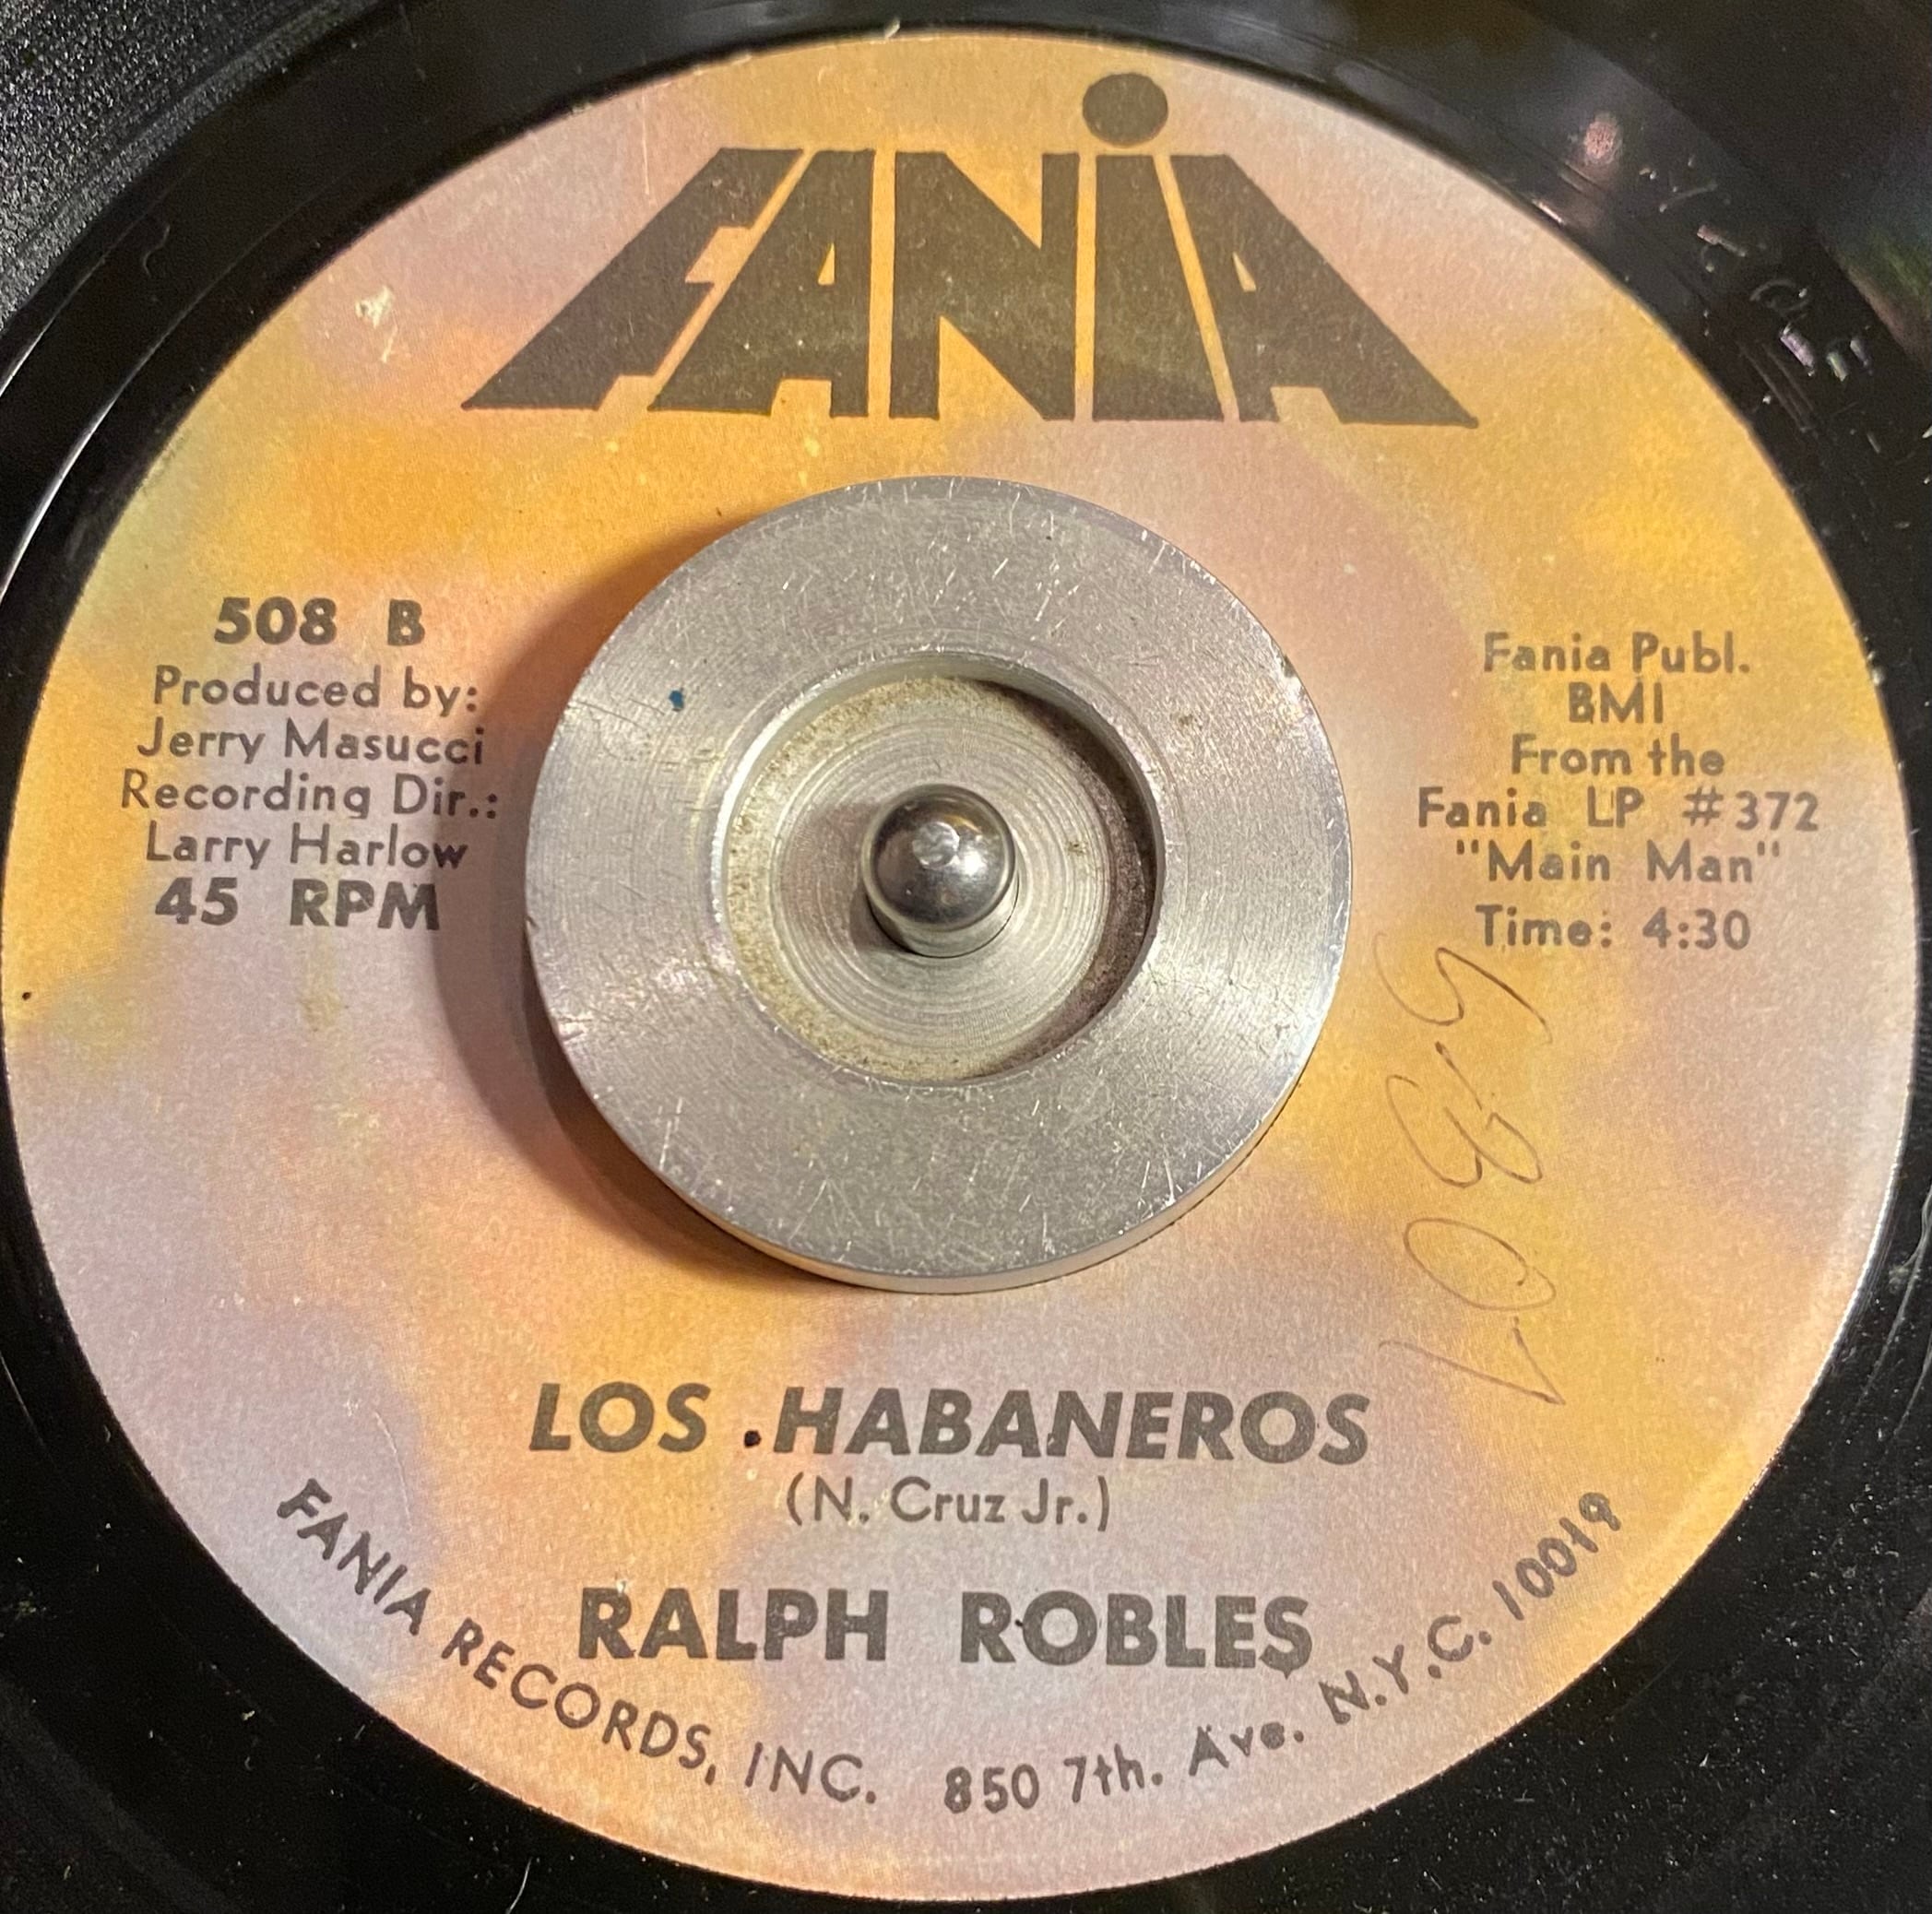 FANiA
508 B
Produced by:
Jerry Masucci
Recording Dir.:
Larry Harlow
45 RPM
Fania Publ.
BMI
From the
Fania LP #372
"Main Man"
Time: 4:30
LOS .HABANEROS
(N. Cruz Jr.)
RALPH ROBLES
FANIA RECORDS, INC. 850 7th. Ave. N.Y.C. 10019